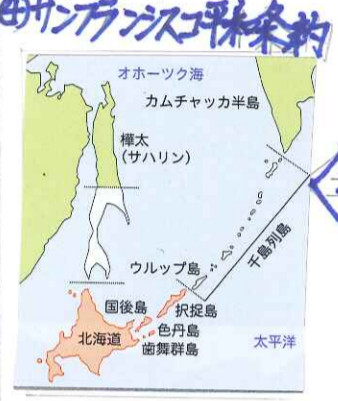 ④サンフランシスコ平和条約
オホーツク海
カムチャッカ半島
樺太
(サハリン)
千島列島
ウルップ島
国後島
択捉島
色丹島
北海道
歯舞群島
太平洋